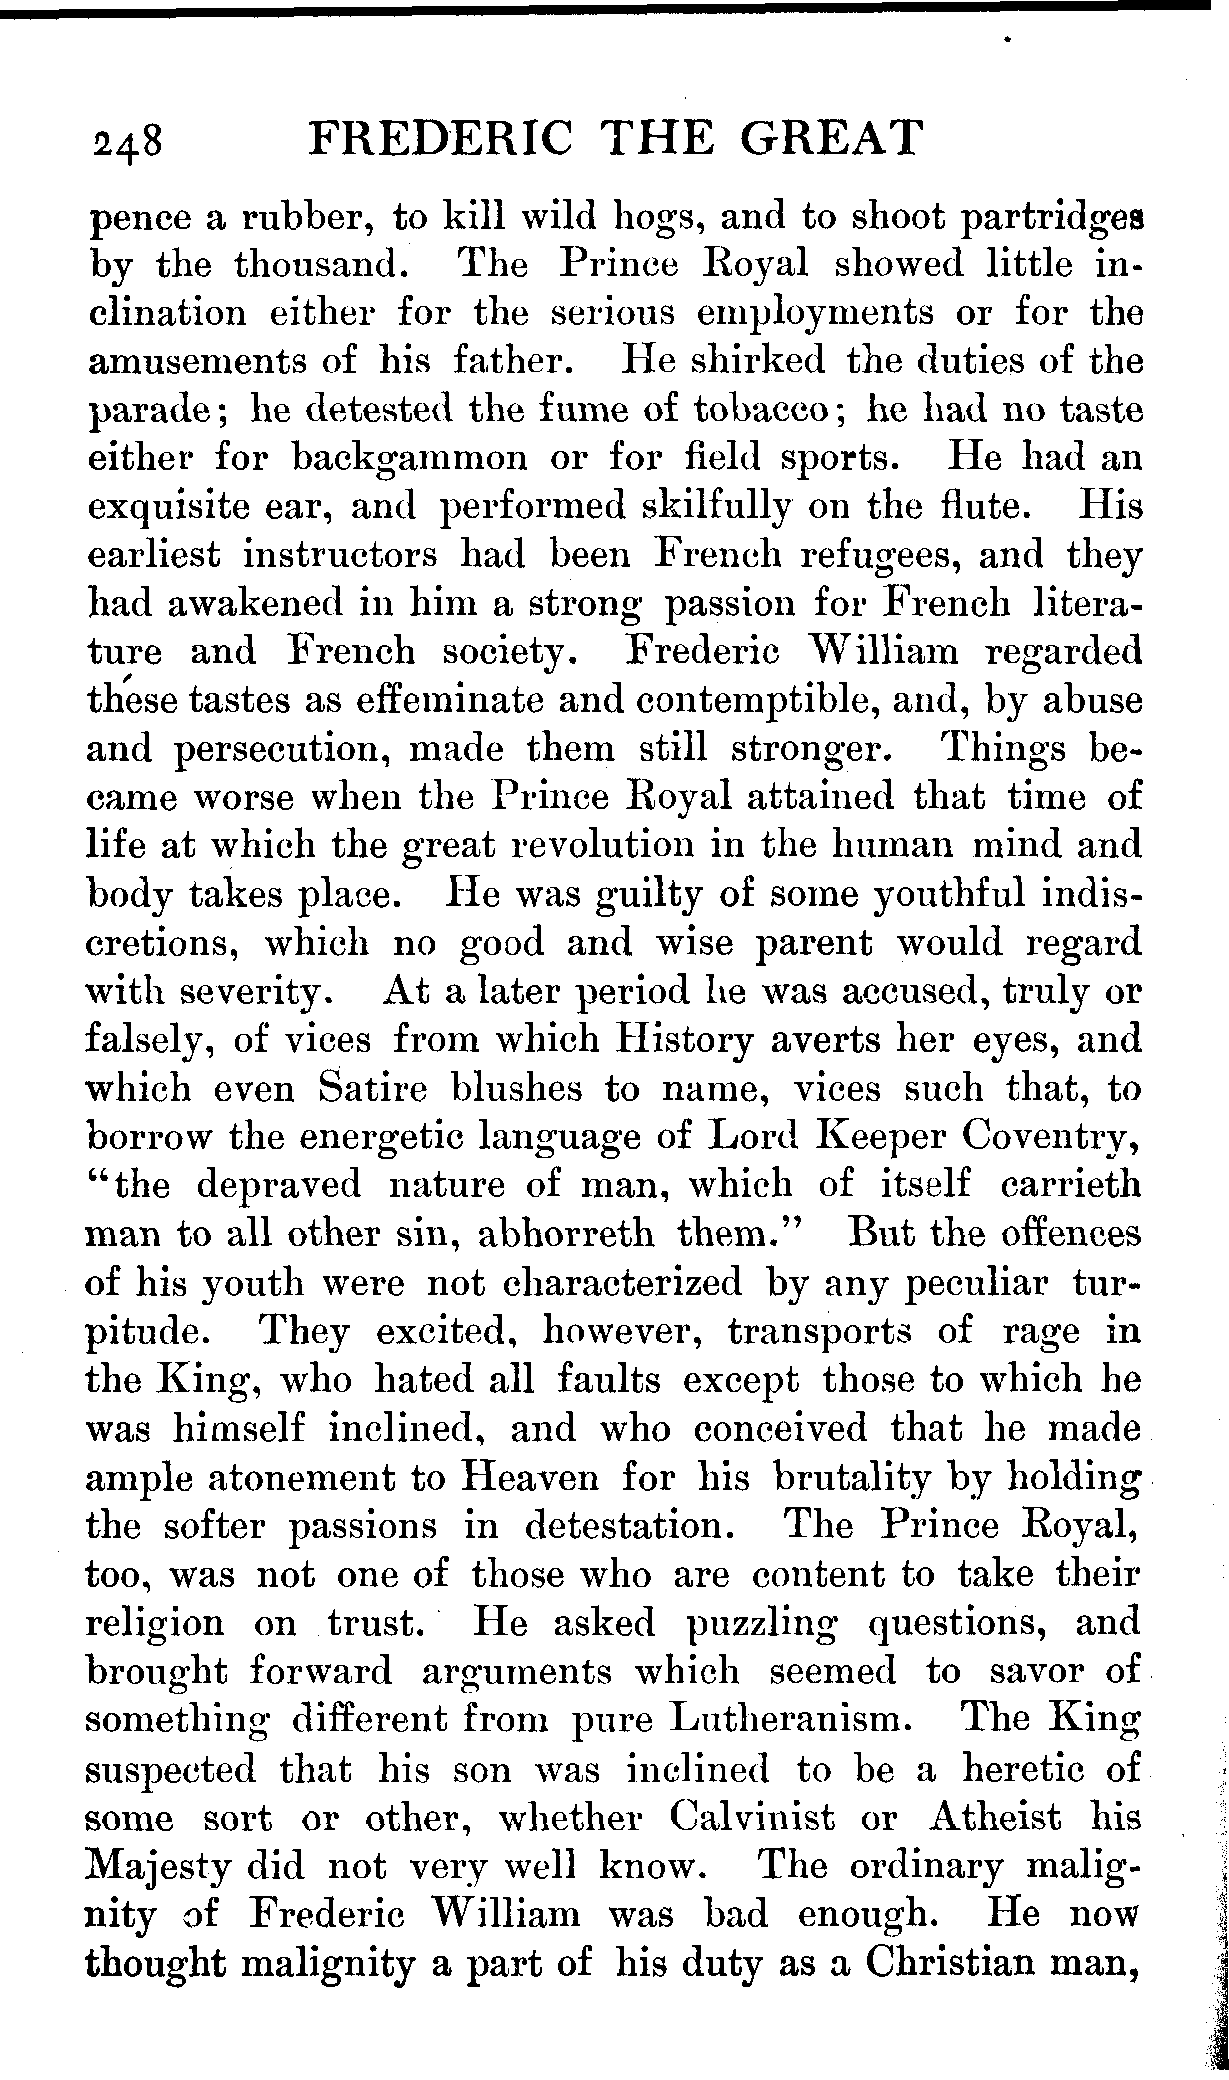 248 FREDERIC THE GREAT
pence a rubber, to kill wild hogs, and to shoot partridges
by the thousand. The Prince Royal showed little in-
clination either for the serious employments or for the
amusements of his father. He shirked the duties of the
parade; he detested the fume of tobacco; he had no taste
either for backgammon or for field sports. He had an
exquisite ear, and performed skilfully on the flute. His
earliest instructors had been French refugees, and they
had awakened in him a strong passion for French litera-
ture and French society. Frederic William regarded
these tastes as effeminate and contemptible, and, by abuse
and persecution, made them still stronger. Things be-
came worse when the Prince Royal attained that time of
life at which the great revolution in the human mind and
body takes place. He was guilty of some youthful indis-
cretions, which no good and wise parent would regard
with severity. At a later period he was accused, truly or
falsely, of vices from which History averts her eyes, and
which even Satire blushes to name, vices such that, to
borrow the energetic language of Lord Keeper Coventry,
“the depraved nature of man, which of itself carrieth
man to all other sin, abhorreth them.” But the offences
of his youth were not characterized by any peculiar tur-
pitude. They excited, however, transports of rage in
the King, who hated all faults except those to which he
was himself inclined, and who conceived that he made
ample atonement to Heaven for his brutality by holding
the softer passions in detestation. The Prince Royal,
too, was not one of those who are content to take their
religion on trust. He asked puzzling questions, and
brought forward arguments which seemed to savor of
something different from pure Lutheranism. The King
suspected that his son was inclined to be a heretic of
some sort or other, whether Calvinist or Atheist his
Majesty did not very well know. The ordinary malig-
nity of Frederic William was bad enough. He now
thought malignity a part of his duty as a Christian man,